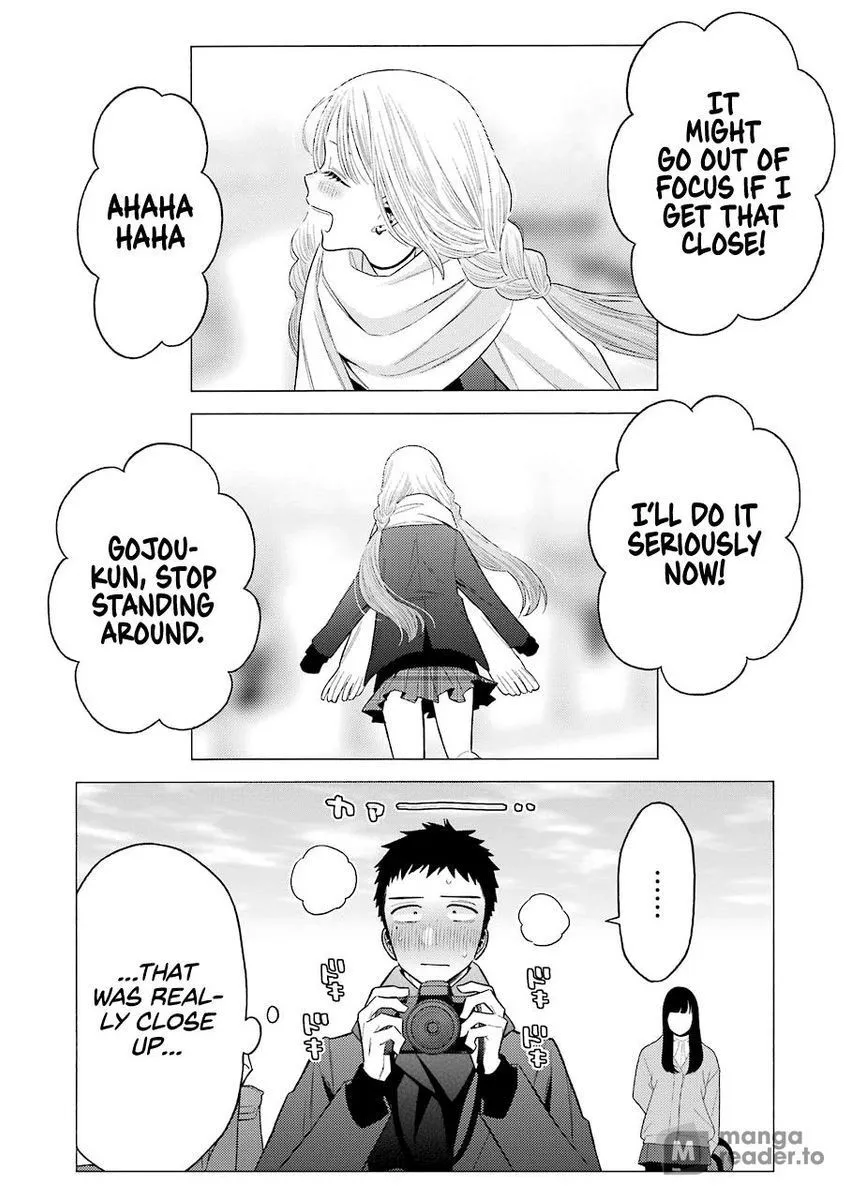 IT
MIGHT
GO OUT OF
FOCUS IF I
GET THAT
CLOSE!
AHAHA
HAHA
I'LL DO IT
SERIOUSLY
NOW!
GOJOU-
KUN, STOP
STANDING
AROUND.
カァ━━━‥
........
ドキ
ドキ
ドキ
ドキ
...THAT
WAS REAL-
LY CLOSE
UP...
M manga
reader.to